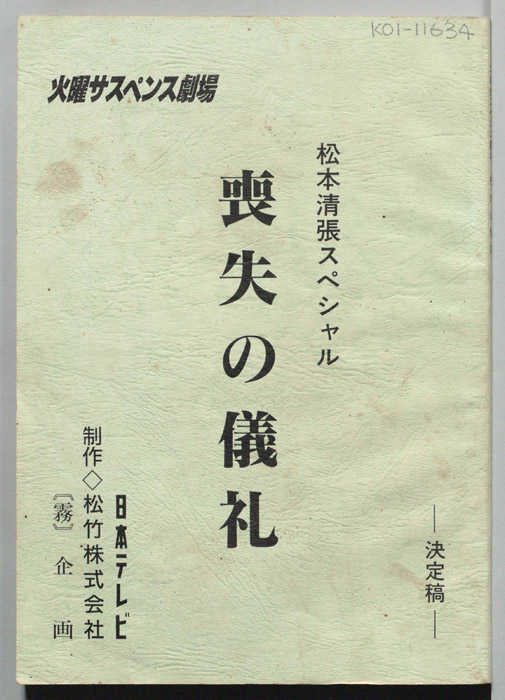 K01-11634
火曜サスペンス劇場
松本清張スペシャル
喪失の儀礼
―決定稿―
日本テレビ
制作◇松竹株式会社
〔霧〕企画